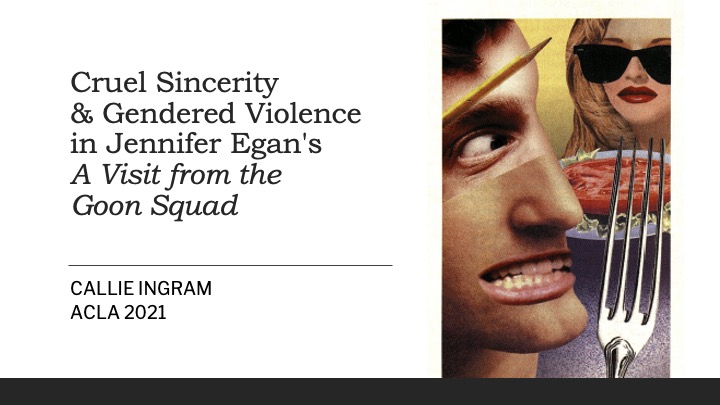 Cruel Sincerity
& Gendered Violence
in Jennifer Egan's
A Visit from the
Goon Squad
CALLIE INGRAM
ACLA 2021